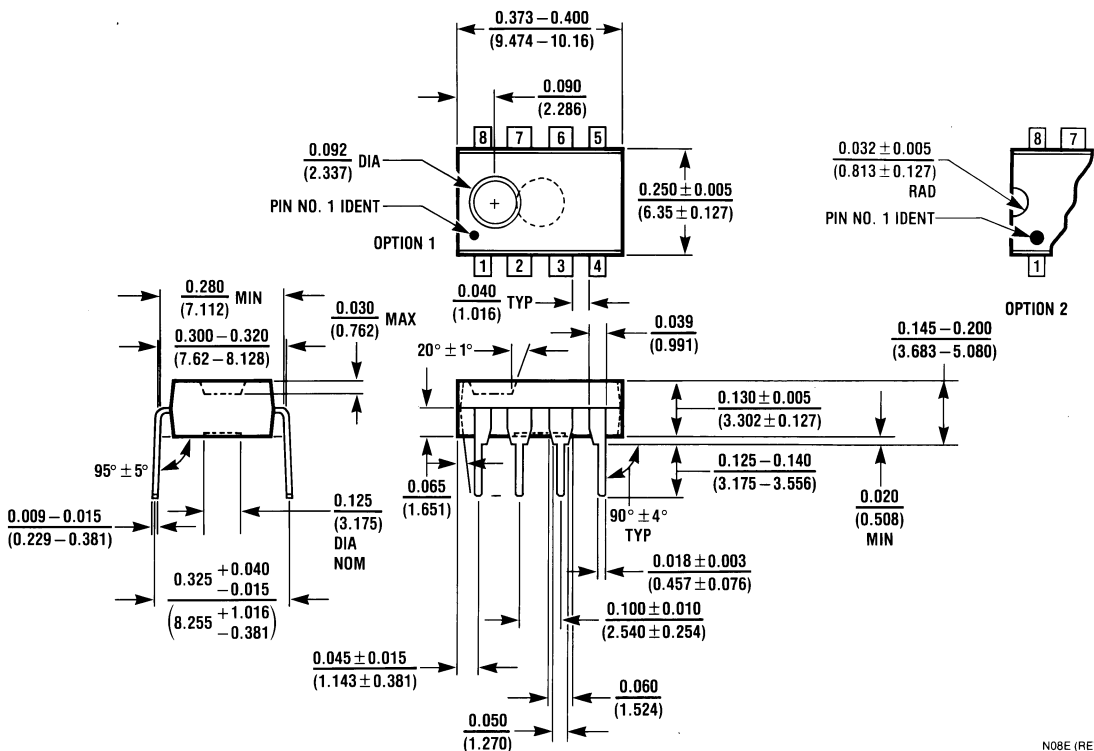 0.373 – 0.400
(9.474 – 10.16)
0.090
(2.286)
8 7 6 5
0.092 DIA
(2.337)
PIN NO. 1 IDENT
OPTION 1
1 2 3 4
0.250 ± 0.005
(6.35 ± 0.127)
8 7
0.032 ± 0.005
(0.813 ± 0.127)
RAD
PIN NO. 1 IDENT
1
OPTION 2
0.280 MIN
(7.112)
0.030 MAX
(0.762)
0.300 – 0.320
(7.62 – 8.128)
0.040 TYP
(1.016)
0.039
(0.991)
0.145 – 0.200
(3.683 – 5.080)
20° ± 1°
0.130 ± 0.005
(3.302 ± 0.127)
95° ± 5°
0.065
(1.651)
0.125 – 0.140
(3.175 – 3.556)
0.020
(0.508)
MIN
90° ± 4°
TYP
0.009 – 0.015
(0.229 – 0.381)
0.125
(3.175)
DIA
NOM
0.018 ± 0.003
(0.457 ± 0.076)
0.325 +0.040
–0.015
(8.255 +1.016
–0.381)
0.100 ± 0.010
(2.540 ± 0.254)
0.045 ± 0.015
(1.143 ± 0.381)
0.060
(1.524)
0.050
(1.270)
N08E (RE